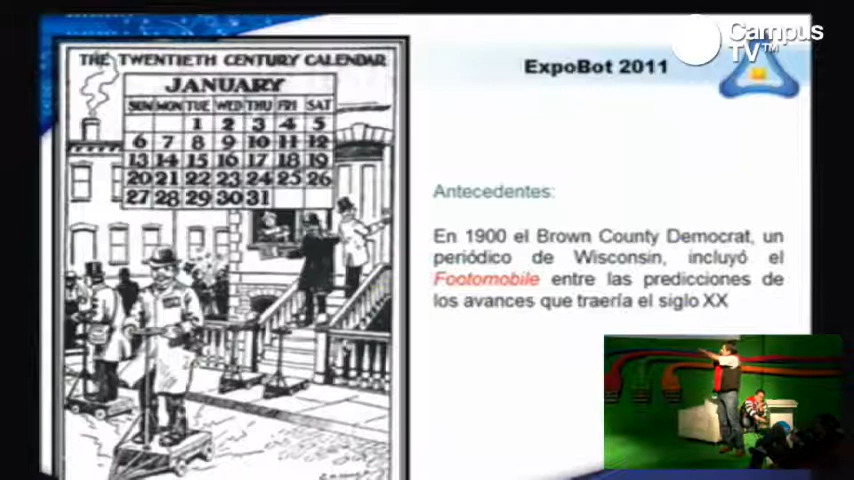 Campus
TV™
ExpoBot 2011
THE TWENTIETH CENTURY CALENDAR
JANUARY
SUN MON TUE WED THU FRI SAT
1 2 3 4 5
6 7 8 9 10 11 12
13 14 15 16 17 18 19
20 21 22 23 24 25 26
27 28 29 30 31
Antecedentes:
En 1900 el Brown County Democrat, un
periódico de Wisconsin, incluyó el
Footomobile entre las predicciones de
los avances que traería el siglo XX